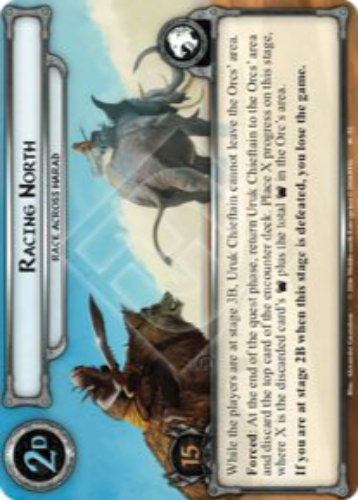 2D
Racing North
Race Across Harad
15
While the players are at stage 3B, Uruk Chieftain cannot leave the Orcs' area.
Forced: At the end of the quest phase, return Uruk Chieftain to the Orcs' area
and discard the top card of the encounter deck. Place X progress on this stage,
where X is the discarded card's plus the total in the Orc's area.
If you are at stage 2B when this stage is defeated, you lose the game.